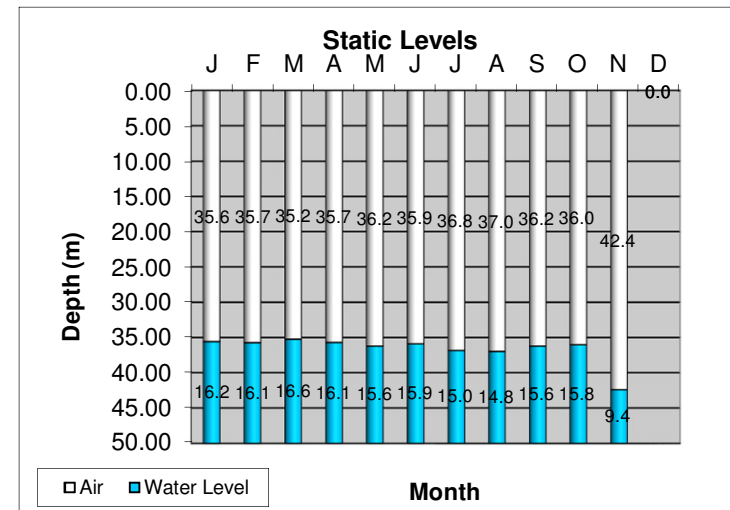 Static Levels
J F M A M J J A S O N D
0.00
5.00
10.00
15.00
20.00
25.00
30.00
35.00
40.00
45.00
50.00
Depth (m)
0.0
35.6 35.7 35.2 35.7 36.2 35.9 36.8 37.0 36.2 36.0 42.4
16.2 16.1 16.6 16.1 15.6 15.9 15.0 14.8 15.6 15.8 9.4
Air Water Level
Month